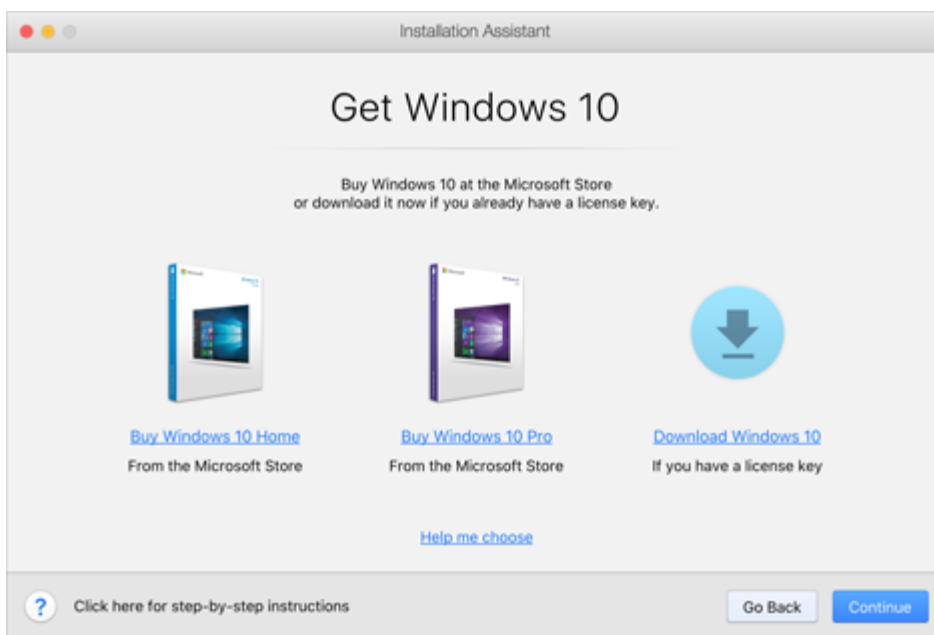 Installation Assistant
Get Windows 10
Buy Windows 10 at the Microsoft Store
or download it now if you already have a license key.
Microsoft
Microsoft
Buy Windows 10 Home
Buy Windows 10 Pro
Download Windows 10
From the Microsoft Store
From the Microsoft Store
If you have a license key
Help me choose
? Click here for step-by-step instructions
Go Back
Continue